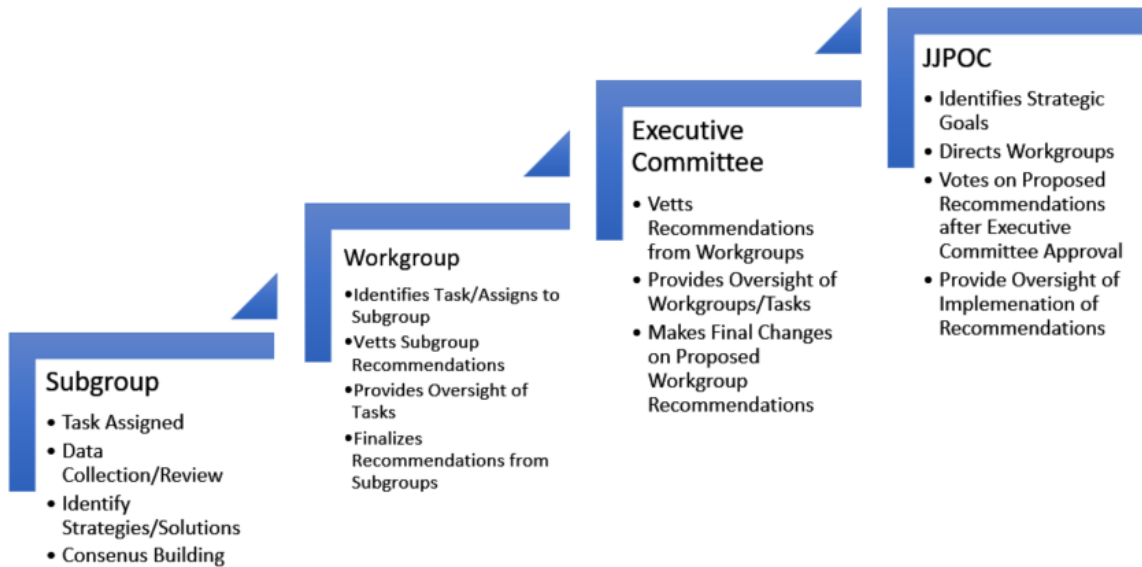 Subgroup
• Task Assigned
• Data
Collection/Review
• Identify
Strategies/Solutions
• Consenus Building
Workgroup
•Identifies Task/Assigns to
Subgroup
•Vetts Subgroup
Recommendations
•Provides Oversight of
Tasks
•Finalizes
Recommendations from
Subgroups
Executive
Committee
• Vetts
Recommendations
from Workgroups
• Provides Oversight of
Workgroups/Tasks
• Makes Final Changes
on Proposed
Workgroup
Recommendations
JJPOC
• Identifies Strategic
Goals
• Directs Workgroups
• Votes on Proposed
Recommendations
after Executive
Committee Approval
• Provide Oversight of
Implemenation of
Recommendations